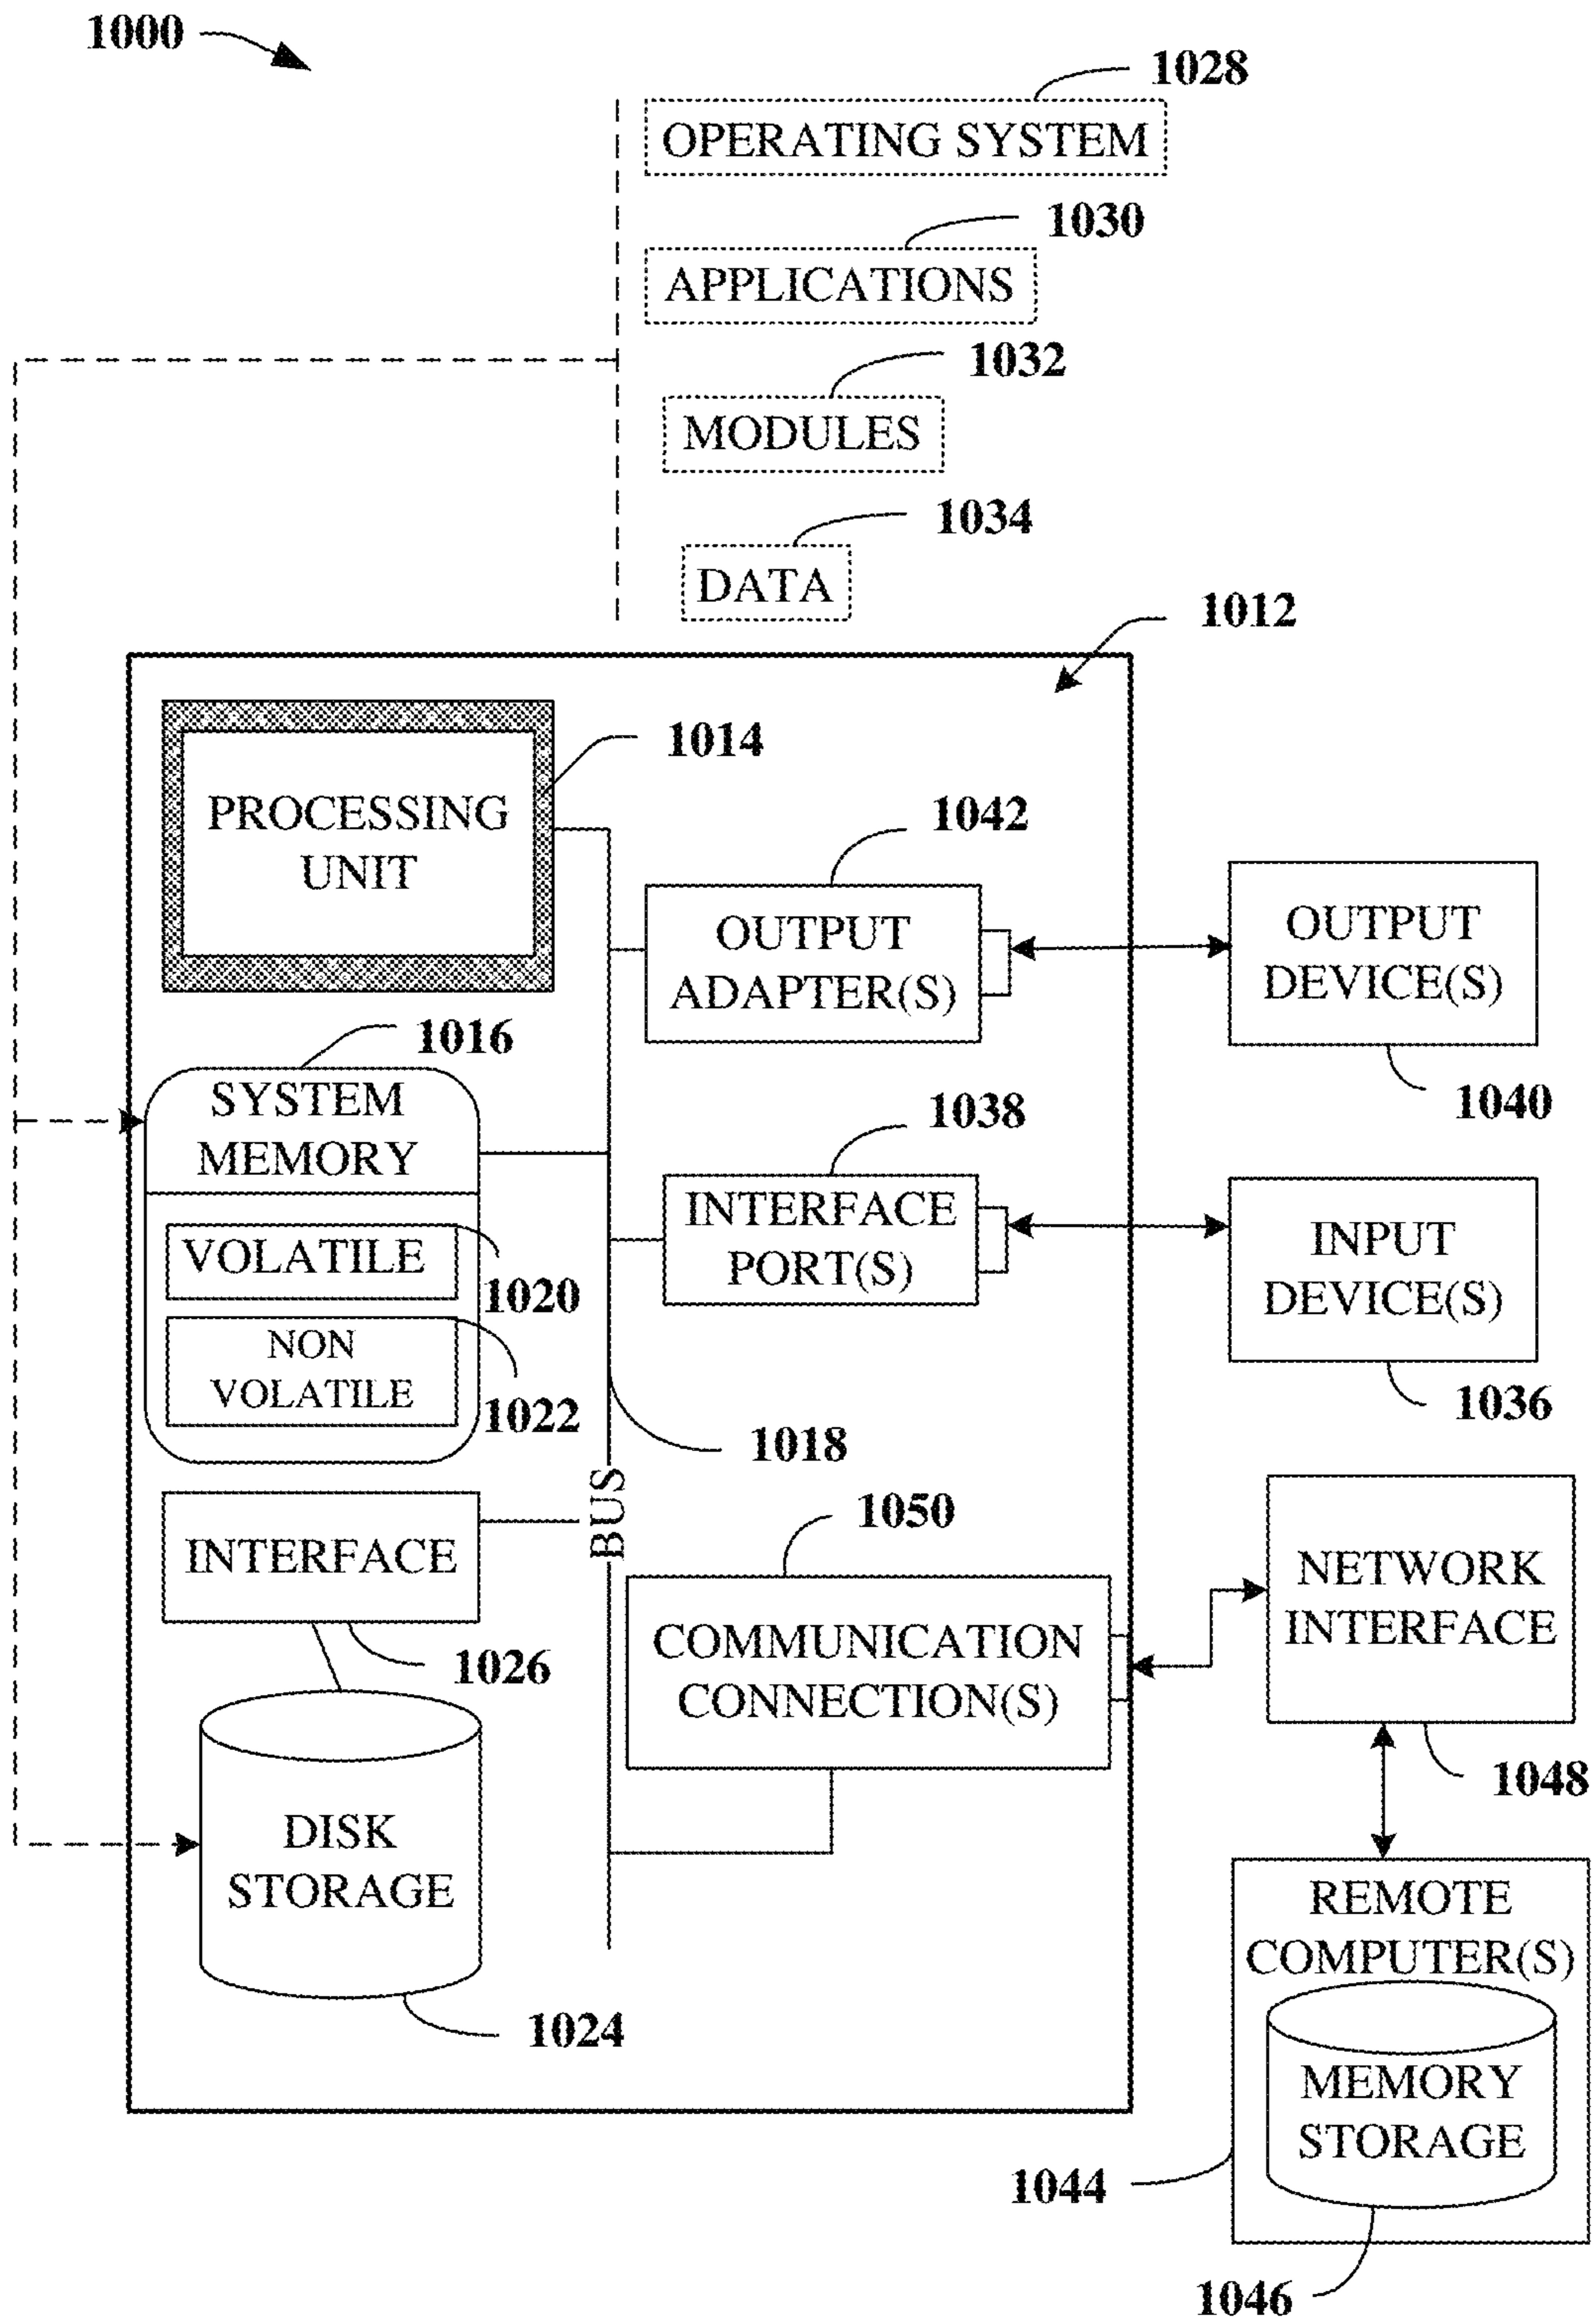 1000
1028
OPERATING SYSTEM
1030
APPLICATIONS
1032
MODULES
1034
DATA
1012
PROCESSING
UNIT
1014
1042
OUTPUT
ADAPTER(S)
OUTPUT
DEVICE(S)
1040
1016
SYSTEM
MEMORY
VOLATILE
1020
NON
VOLATILE
1022
1038
INTERFACE
PORT(S)
INPUT
DEVICE(S)
1036
1018
BUS
INTERFACE
1026
1050
COMMUNICATION
CONNECTION(S)
NETWORK
INTERFACE
1048
DISK
STORAGE
1024
REMOTE
COMPUTER(S)
MEMORY
STORAGE
1044
1046